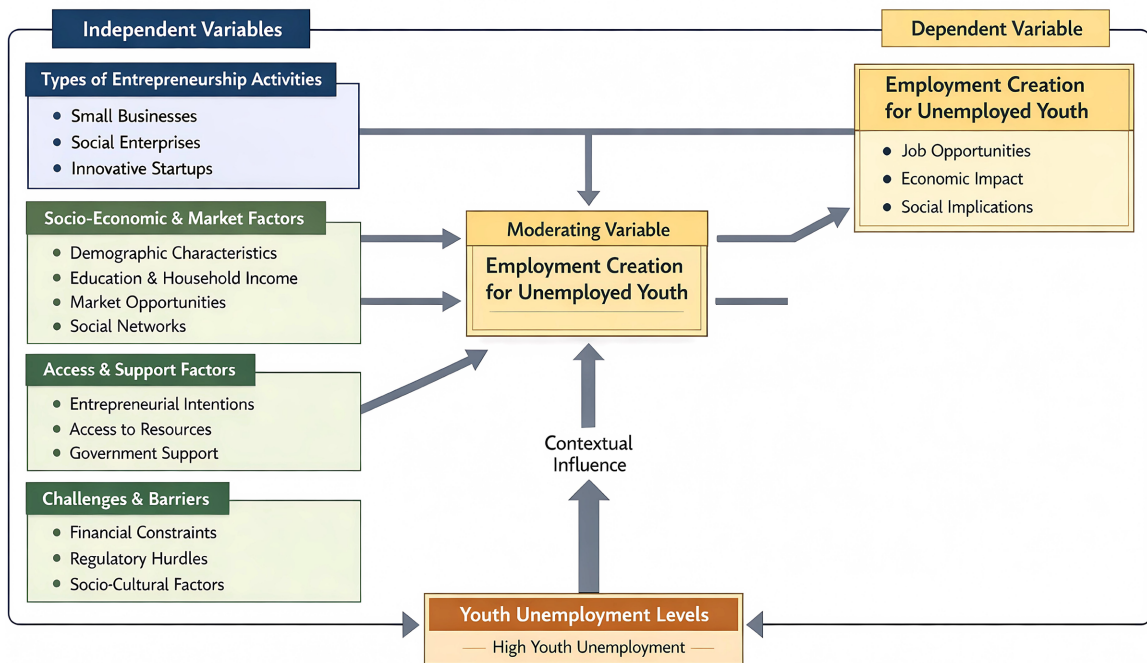 Independent Variables
Dependent Variable
Types of Entrepreneurship Activities
• Small Businesses
• Social Enterprises
• Innovative Startups
Employment Creation
for Unemployed Youth
• Job Opportunities
• Economic Impact
• Social Implications
Socio-Economic & Market Factors
• Demographic Characteristics
• Education & Household Income
• Market Opportunities
• Social Networks
Moderating Variable
Employment Creation
for Unemployed Youth
Access & Support Factors
• Entrepreneurial Intentions
• Access to Resources
• Government Support
Contextual
Influence
Challenges & Barriers
• Financial Constraints
• Regulatory Hurdles
• Socio-Cultural Factors
Youth Unemployment Levels
High Youth Unemployment